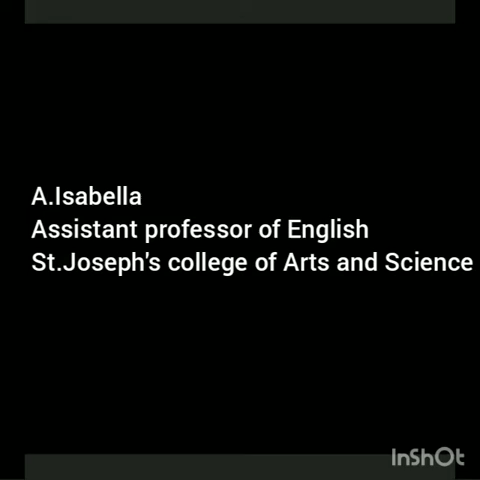 A.Isabella
Assistant professor of English
St.Joseph's college of Arts and Science
InShOt